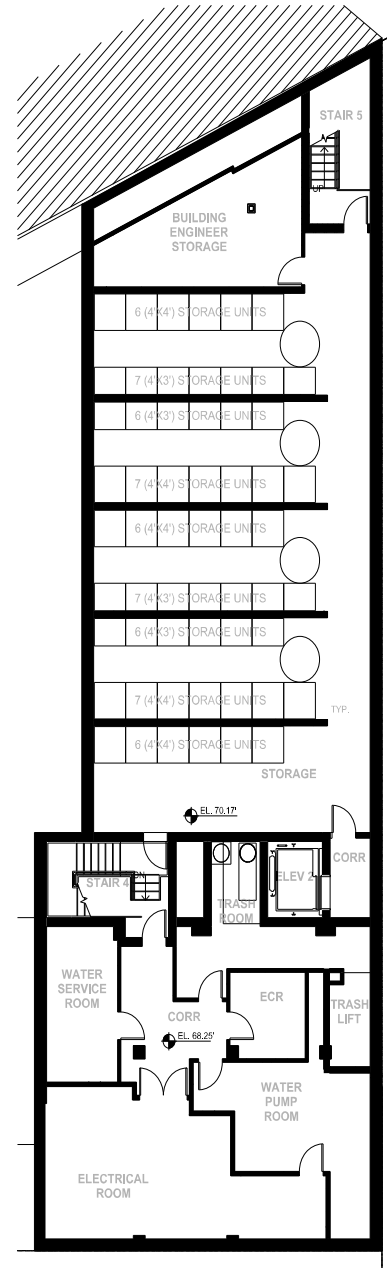 STAIR 5
UP
BUILDING
ENGINEER
STORAGE
6 (4'X4') STORAGE UNITS
7 (4'X3') STORAGE UNITS
6 (4'X3') STORAGE UNITS
7 (4'X4') STORAGE UNITS
6 (4'X4') STORAGE UNITS
7 (4'X3') STORAGE UNITS
6 (4'X3') STORAGE UNITS
7 (4'X4') STORAGE UNITS
TYP.
6 (4'X4') STORAGE UNITS
STORAGE
EL. 70.17'
CORR
DN
STAIR 4
ELEV 2
TRASH
ROOM
WATER
SERVICE
ROOM
ECR
TRASH
LIFT
CORR
EL. 68.25'
WATER
PUMP
ROOM
ELECTRICAL
ROOM